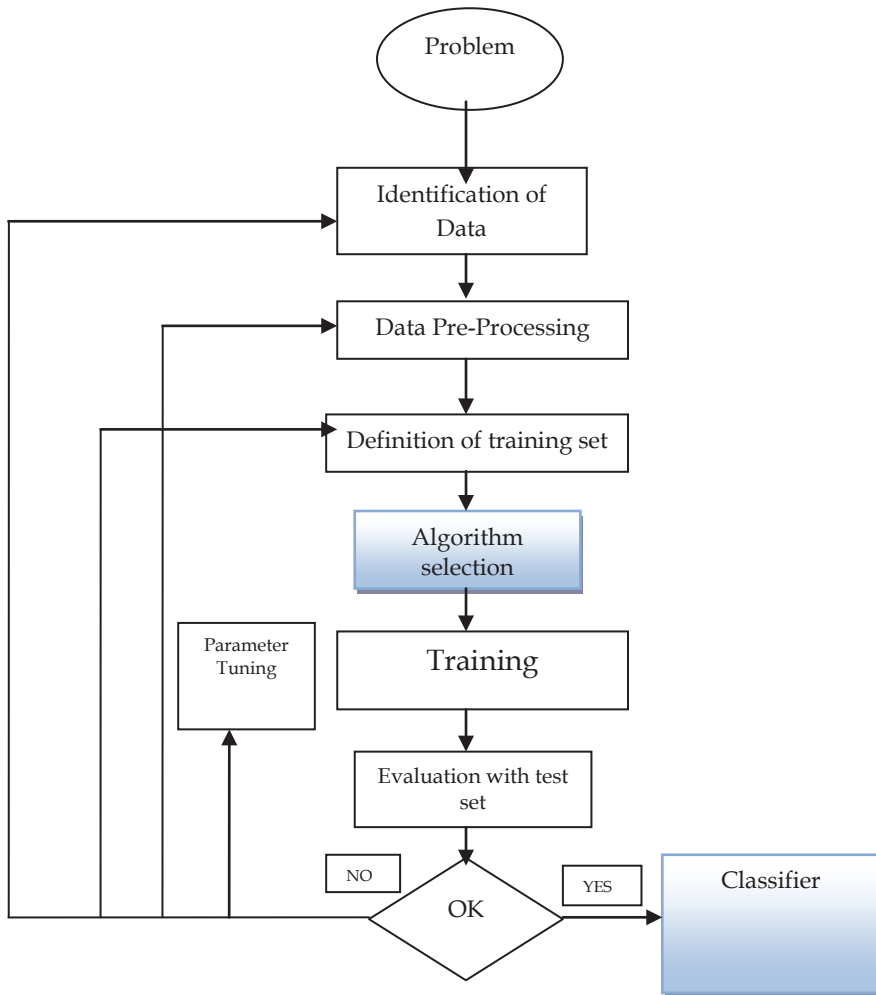 Problem
Identification of
Data
Data Pre-Processing
Definition of training set
Algorithm
selection
Parameter
Tuning
Training
Evaluation with test
set
NO
OK
YES
Classifier